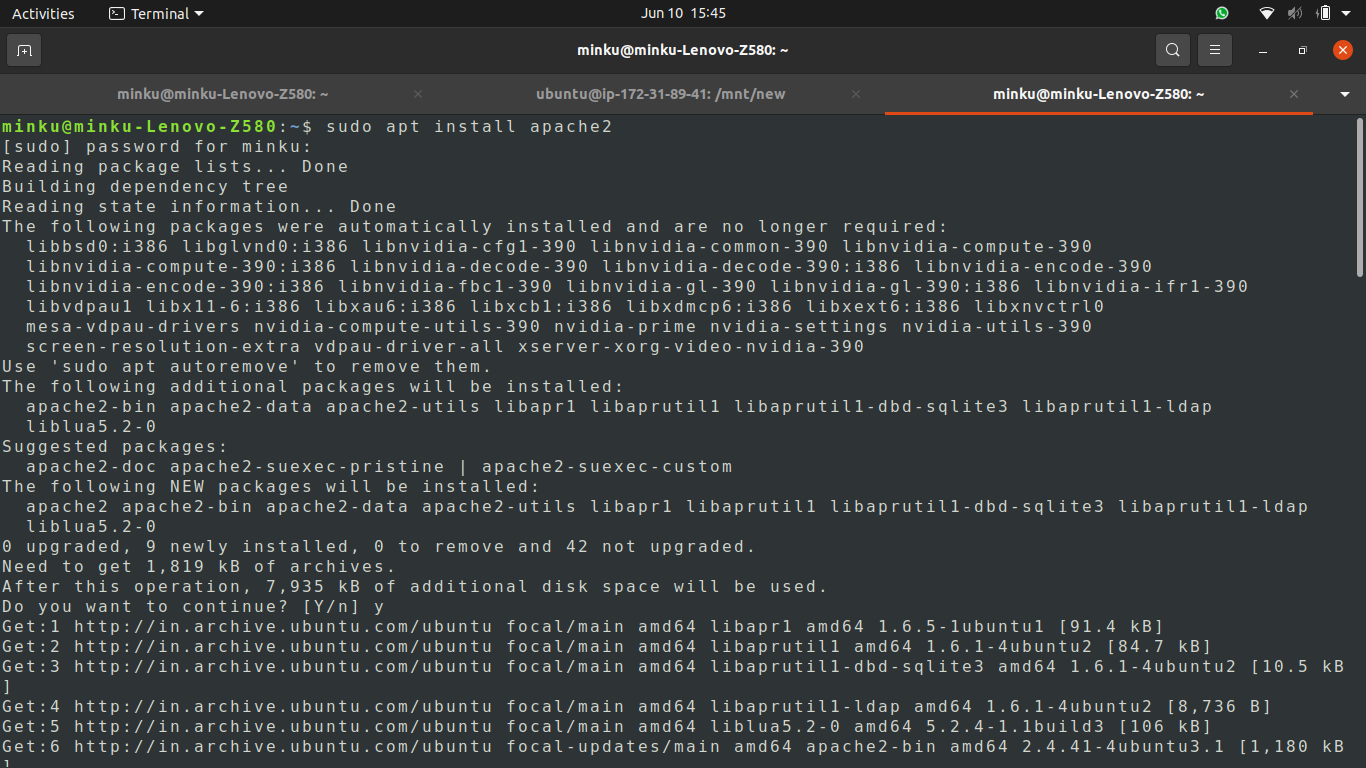 Activities Terminal Jun 10 15:45
minku@minku-Lenovo-Z580: ~
minku@minku-Lenovo-Z580: ~ ubuntu@ip-172-31-89-41: /mnt/new minku@minku-Lenovo-Z580: ~
minku@minku-Lenovo-Z580:~$ sudo apt install apache2
[sudo] password for minku:
Reading package lists... Done
Building dependency tree
Reading state information... Done
The following packages were automatically installed and are no longer required:
  libbsd0:i386 libglvnd0:i386 libnvidia-cfg1-390 libnvidia-common-390 libnvidia-compute-390
  libnvidia-compute-390:i386 libnvidia-decode-390 libnvidia-decode-390:i386 libnvidia-encode-390
  libnvidia-encode-390:i386 libnvidia-fbc1-390 libnvidia-gl-390 libnvidia-gl-390:i386 libnvidia-ifr1-390
  libvdpau1 libx11-6:i386 libxau6:i386 libxcb1:i386 libxdmcp6:i386 libxext6:i386 libxnvctrl0
  mesa-vdpau-drivers nvidia-compute-utils-390 nvidia-prime nvidia-settings nvidia-utils-390
  screen-resolution-extra vdpau-driver-all xserver-xorg-video-nvidia-390
Use 'sudo apt autoremove' to remove them.
The following additional packages will be installed:
  apache2-bin apache2-data apache2-utils libapr1 libaprutil1 libaprutil1-dbd-sqlite3 libaprutil1-ldap
  liblua5.2-0
Suggested packages:
  apache2-doc apache2-suexec-pristine | apache2-suexec-custom
The following NEW packages will be installed:
  apache2 apache2-bin apache2-data apache2-utils libapr1 libaprutil1 libaprutil1-dbd-sqlite3 libaprutil1-ldap
  liblua5.2-0
0 upgraded, 9 newly installed, 0 to remove and 42 not upgraded.
Need to get 1,819 kB of archives.
After this operation, 7,935 kB of additional disk space will be used.
Do you want to continue? [Y/n] y
Get:1 http://in.archive.ubuntu.com/ubuntu focal/main amd64 libapr1 amd64 1.6.5-1ubuntu1 [91.4 kB]
Get:2 http://in.archive.ubuntu.com/ubuntu focal/main amd64 libaprutil1 amd64 1.6.1-4ubuntu2 [84.7 kB]
Get:3 http://in.archive.ubuntu.com/ubuntu focal/main amd64 libaprutil1-dbd-sqlite3 amd64 1.6.1-4ubuntu2 [10.5 kB
]
Get:4 http://in.archive.ubuntu.com/ubuntu focal/main amd64 libaprutil1-ldap amd64 1.6.1-4ubuntu2 [8,736 B]
Get:5 http://in.archive.ubuntu.com/ubuntu focal/main amd64 liblua5.2-0 amd64 5.2.4-1.1build3 [106 kB]
Get:6 http://in.archive.ubuntu.com/ubuntu focal-updates/main amd64 apache2-bin amd64 2.4.41-4ubuntu3.1 [1,180 kB
]